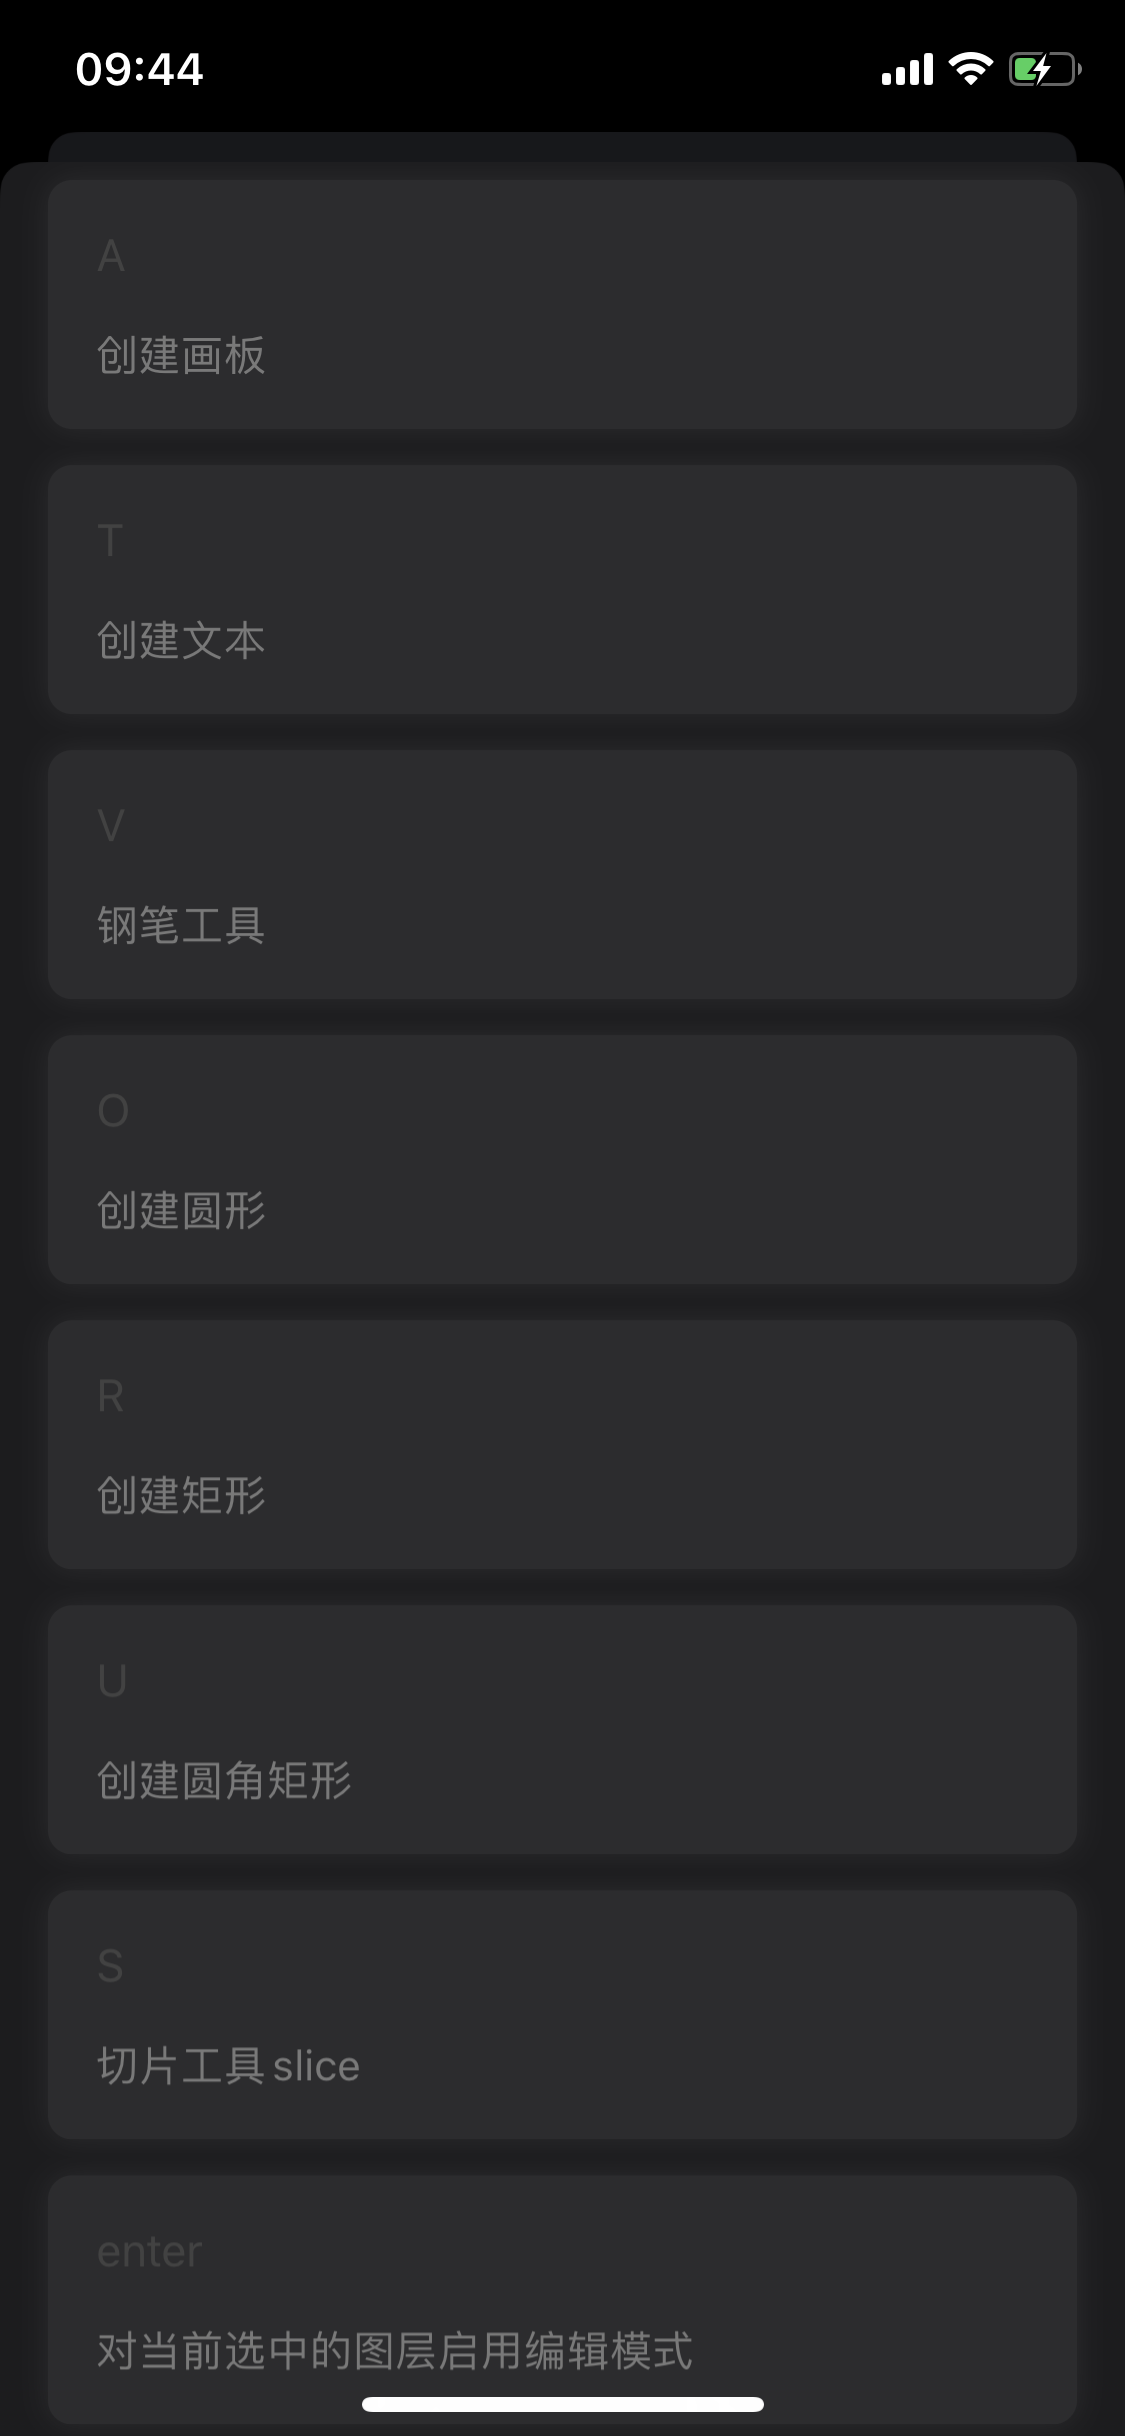 09:44
A
创建画板
T
创建文本
V
钢笔工具
O
创建圆形
R
创建矩形
U
创建圆角矩形
S
切片工具 slice
enter
对当前选中的图层启用编辑模式